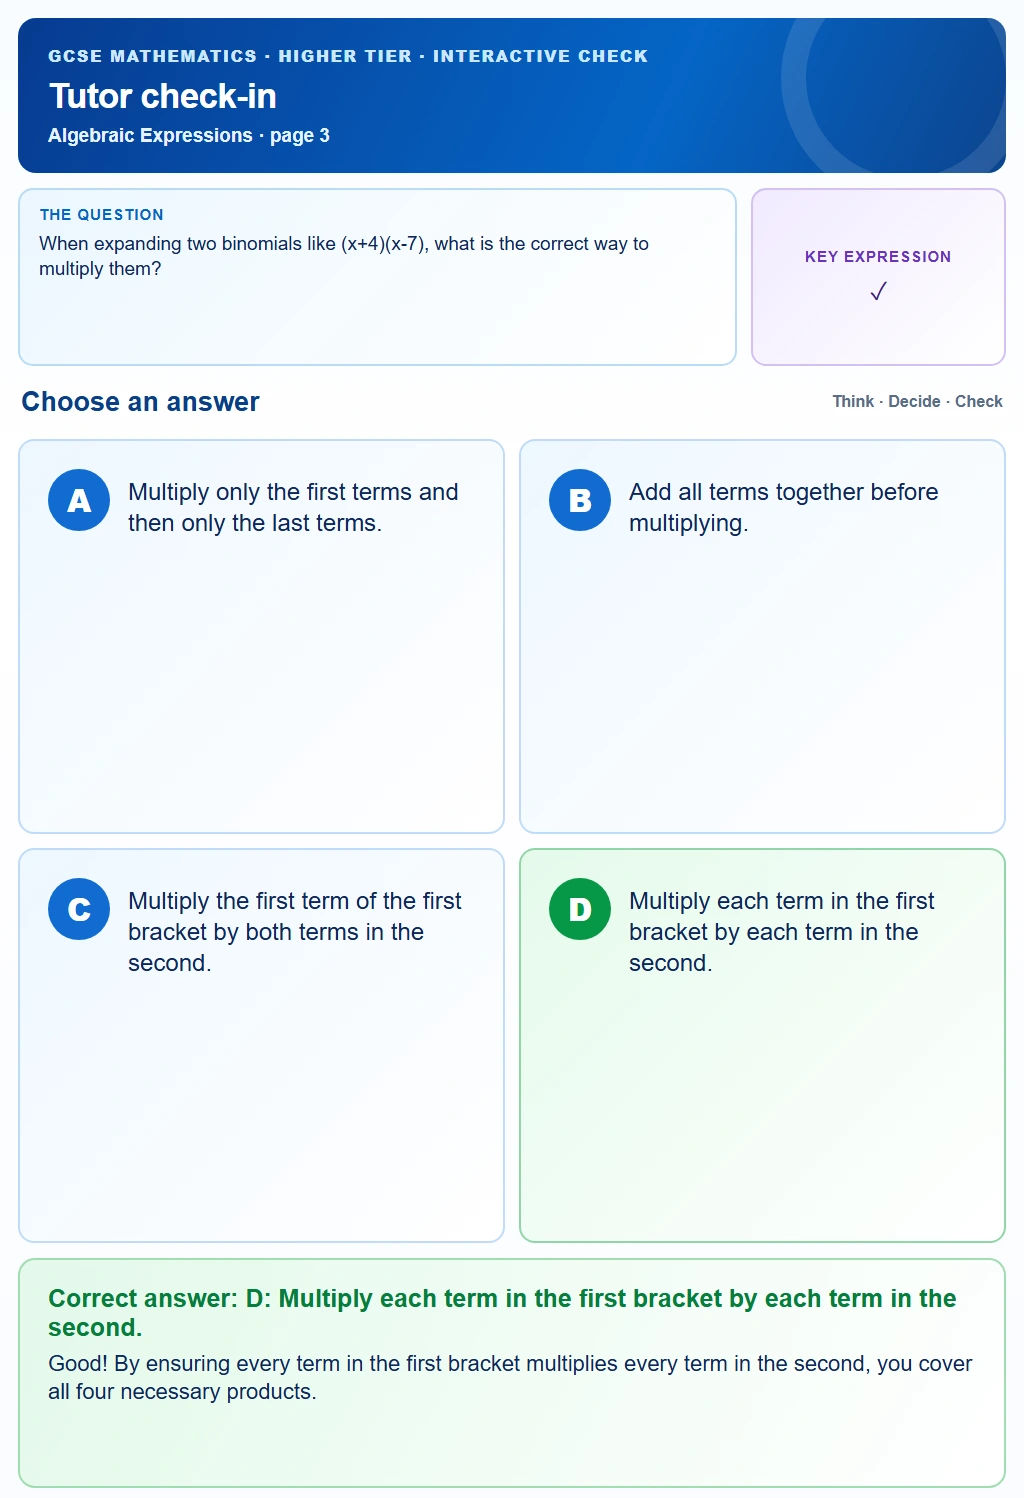 GCSE MATHEMATICS · HIGHER TIER · INTERACTIVE CHECK
Tutor check-in
Algebraic Expressions · page 3
THE QUESTION
When expanding two binomials like (x+4)(x-7), what is the correct way to
multiply them?
KEY EXPRESSION
✓
Choose an answer
Think · Decide · Check
A
Multiply only the first terms and
then only the last terms.
B
Add all terms together before
multiplying.
C
Multiply the first term of the first
bracket by both terms in the
second.
D
Multiply each term in the first
bracket by each term in the
second.
Correct answer: D: Multiply each term in the first bracket by each term in the
second.
Good! By ensuring every term in the first bracket multiplies every term in the second, you cover
all four necessary products.